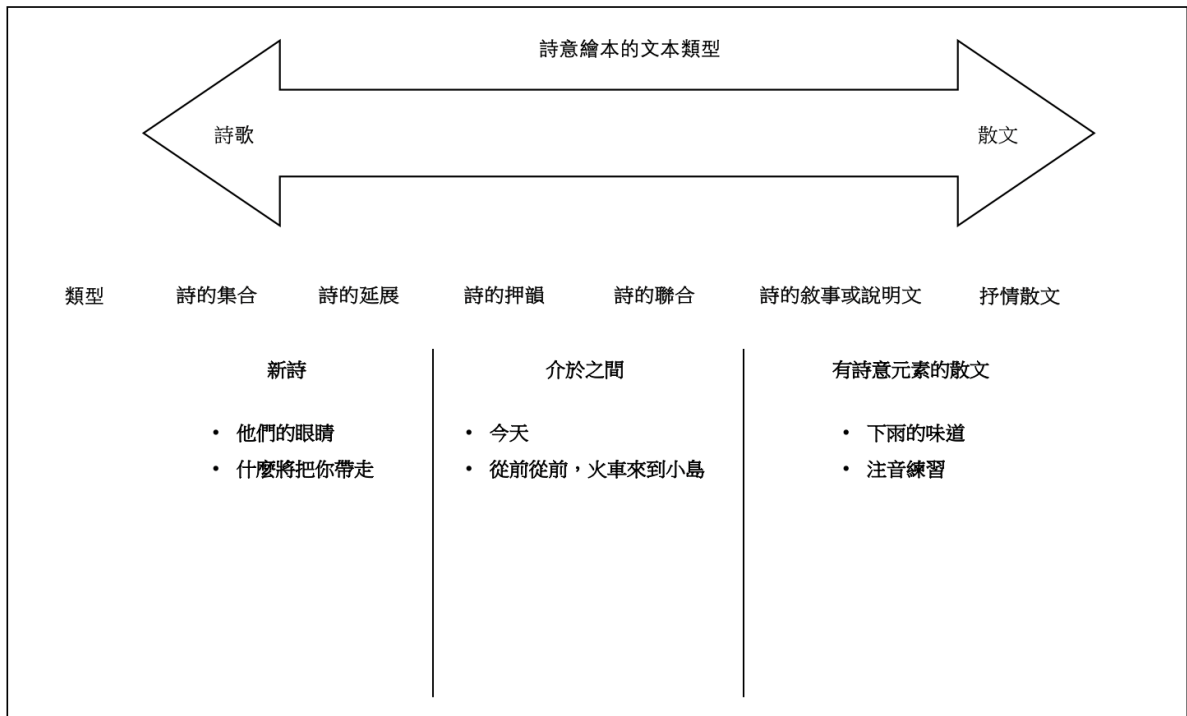 詩意繪本的文本類型
詩歌 散文
類型 詩的集合 詩的延展 詩的押韻 詩的聯合 詩的敘事或說明文 抒情散文
新詩
• 他們的眼睛
• 什麼將把你帶走
介於之間
• 今天
• 從前從前，火車來到小島
有詩意元素的散文
• 下雨的味道
• 注音練習